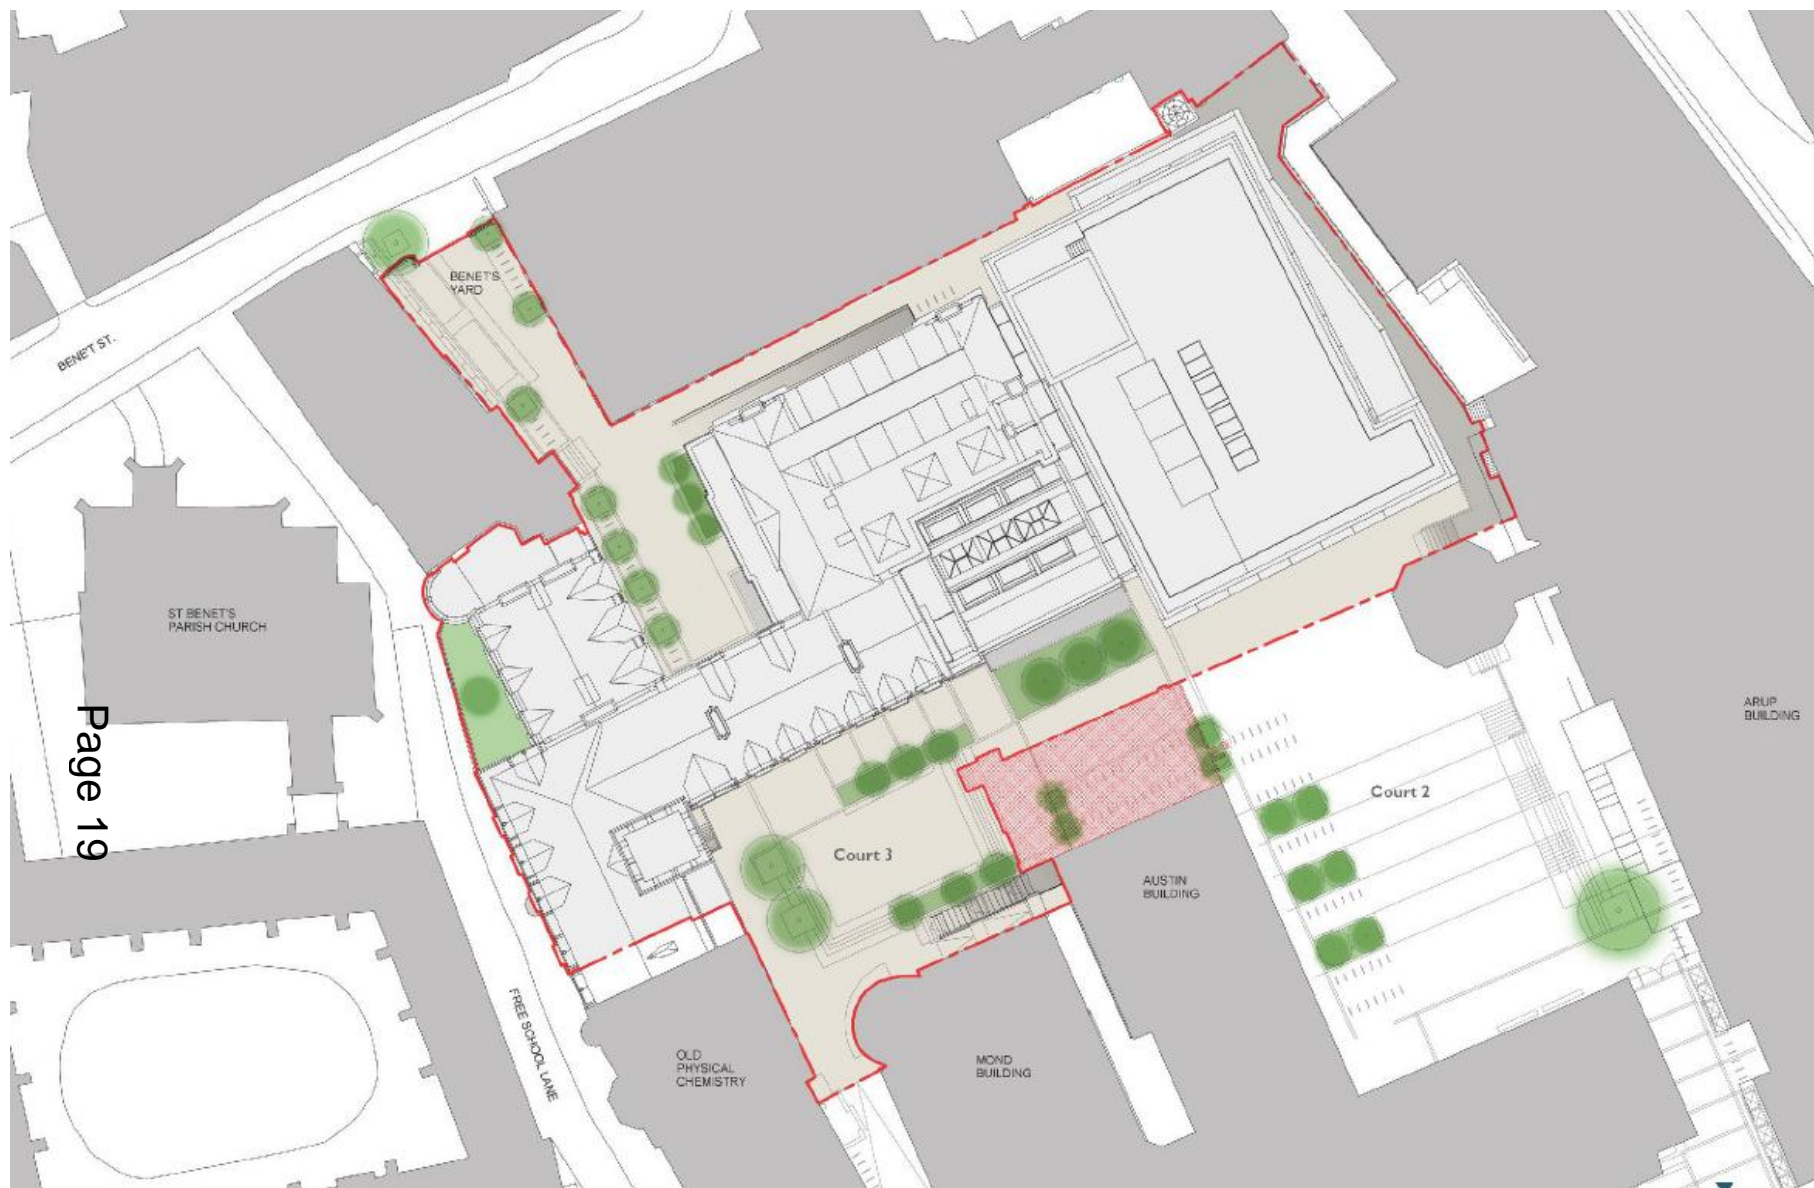 BENET'S
YARD
BENET ST.
ST BENET'S
PARISH CHURCH
Page 19
ARUP
BUILDING
Court 2
Court 3
AUSTIN
BUILDING
FREE SCHOOL LANE
OLD
PHYSICAL
CHEMISTRY
MOND
BUILDING